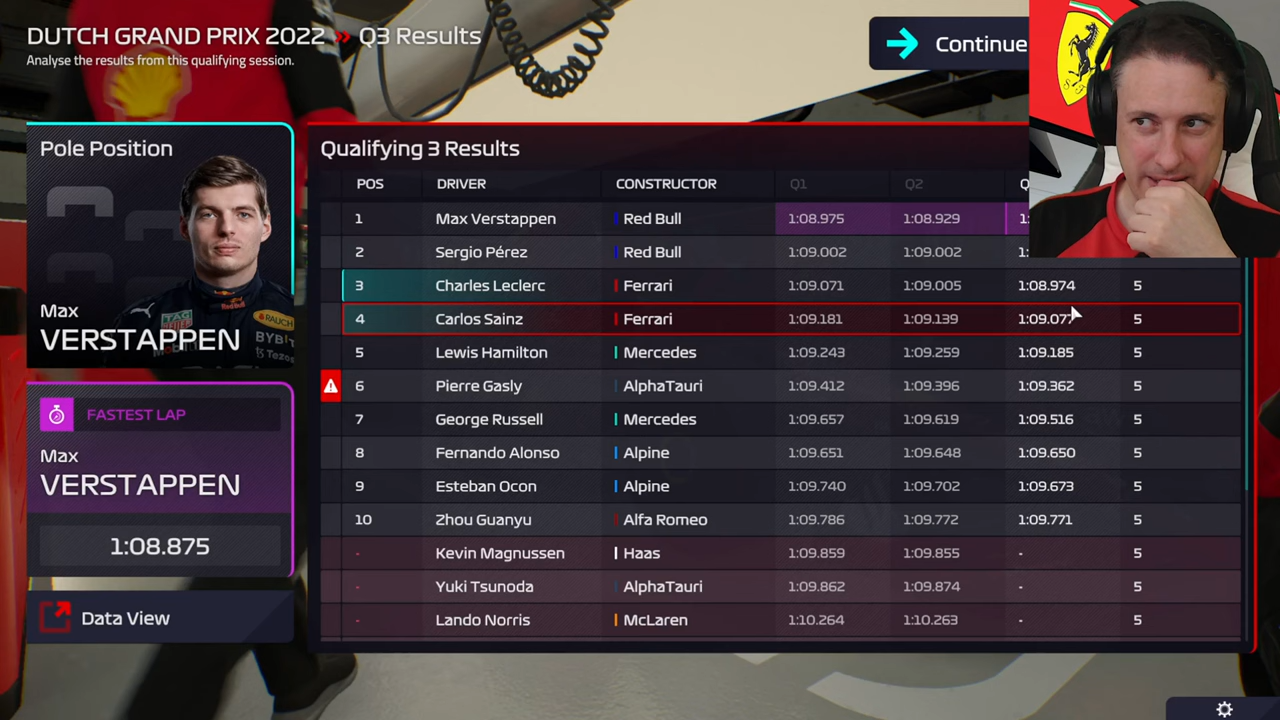 DUTCH GRAND PRIX 2022 » Q3 Results
Analyse the results from this qualifying session.
Continue
Pole Position
Max
VERSTAPPEN
FASTEST LAP
Max
VERSTAPPEN
1:08.875
Data View
Qualifying 3 Results
POS DRIVER CONSTRUCTOR Q1 Q2
1 Max Verstappen Red Bull 1:08.975 1:08.929
2 Sergio Pérez Red Bull 1:09.002 1:09.002
3 Charles Leclerc Ferrari 1:09.071 1:09.005 1:08.974 5
4 Carlos Sainz Ferrari 1:09.181 1:09.139 1:09.077 5
5 Lewis Hamilton Mercedes 1:09.243 1:09.259 1:09.185 5
6 Pierre Gasly AlphaTauri 1:09.412 1:09.396 1:09.362 5
7 George Russell Mercedes 1:09.657 1:09.619 1:09.516 5
8 Fernando Alonso Alpine 1:09.651 1:09.648 1:09.650 5
9 Esteban Ocon Alpine 1:09.740 1:09.702 1:09.673 5
10 Zhou Guanyu Alfa Romeo 1:09.786 1:09.772 1:09.771 5
- Kevin Magnussen Haas 1:09.859 1:09.855 - 5
- Yuki Tsunoda AlphaTauri 1:09.862 1:09.874 - 5
- Lando Norris McLaren 1:10.264 1:10.263 - 5